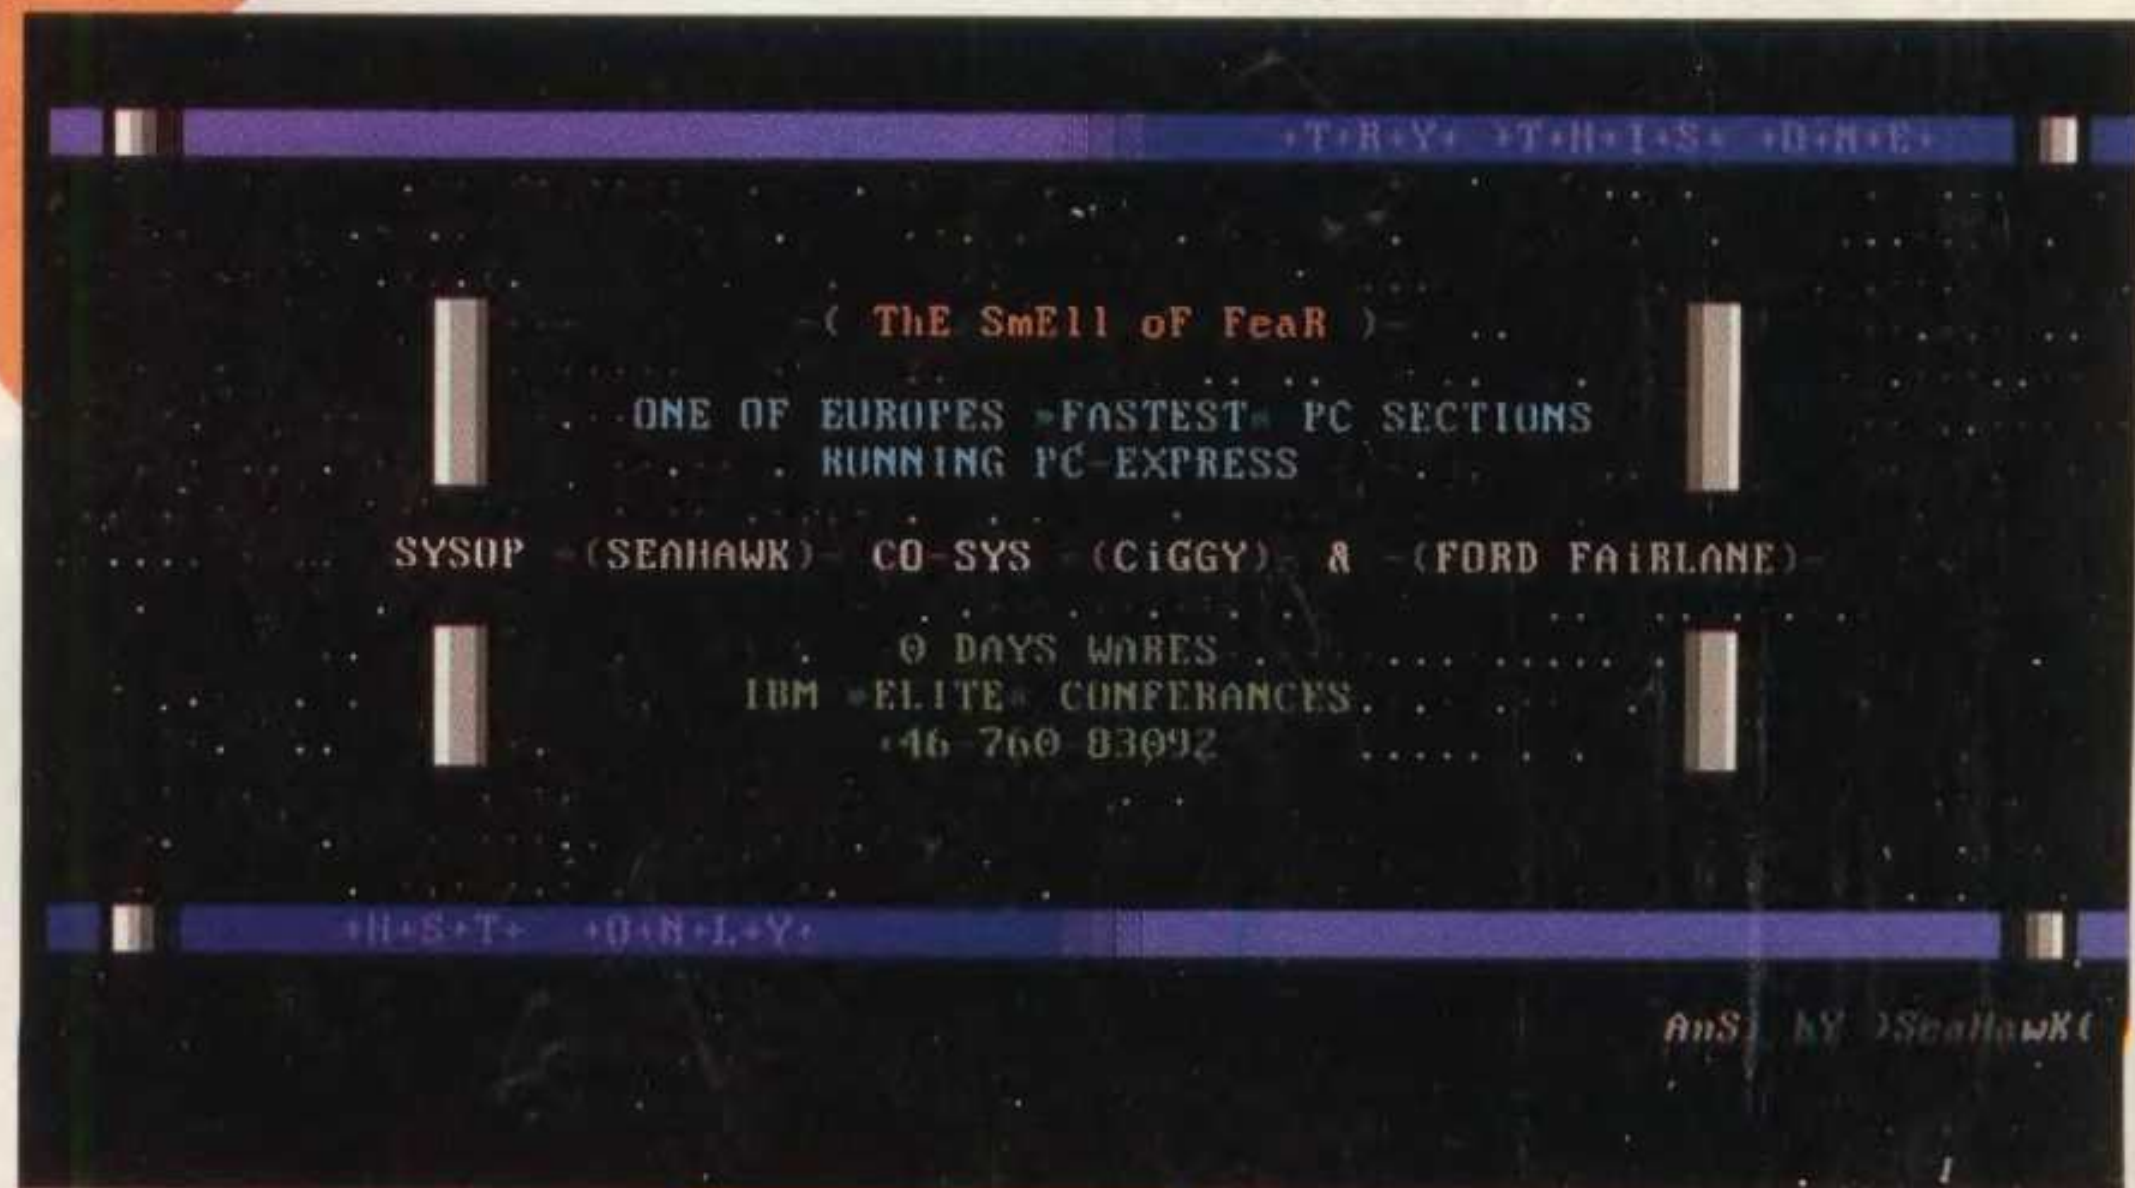 +T+R+Y+ +T+H+I+S+ +O+N+E+
-( ThE SmEll oF FeaR )-
ONE OF EUROPES »FASTEST« PC SECTIONS
RUNNING PC-EXPRESS
SYSOP -(SEAHAWK)- CO-SYS -(CiGGY)- & -(FORD FAiRLANE)-
0 DAYS WARES
IBM »ELITE« CONFERANCES
+46-760-83092
+H+S+T+ +O+N+L+Y+
AnSi bY )SeaHawK(